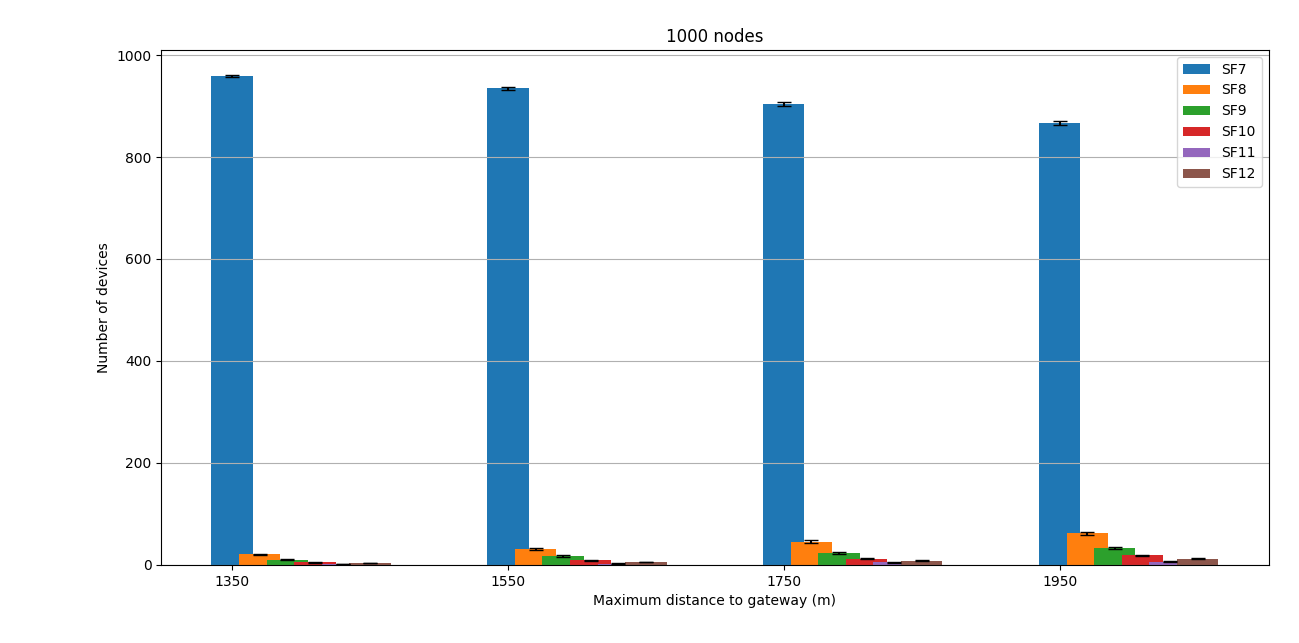 1000 nodes
1000
800
600
400
200
0
Number of devices
SF7
SF8
SF9
SF10
SF11
SF12
1350
1550
1750
1950
Maximum distance to gateway (m)